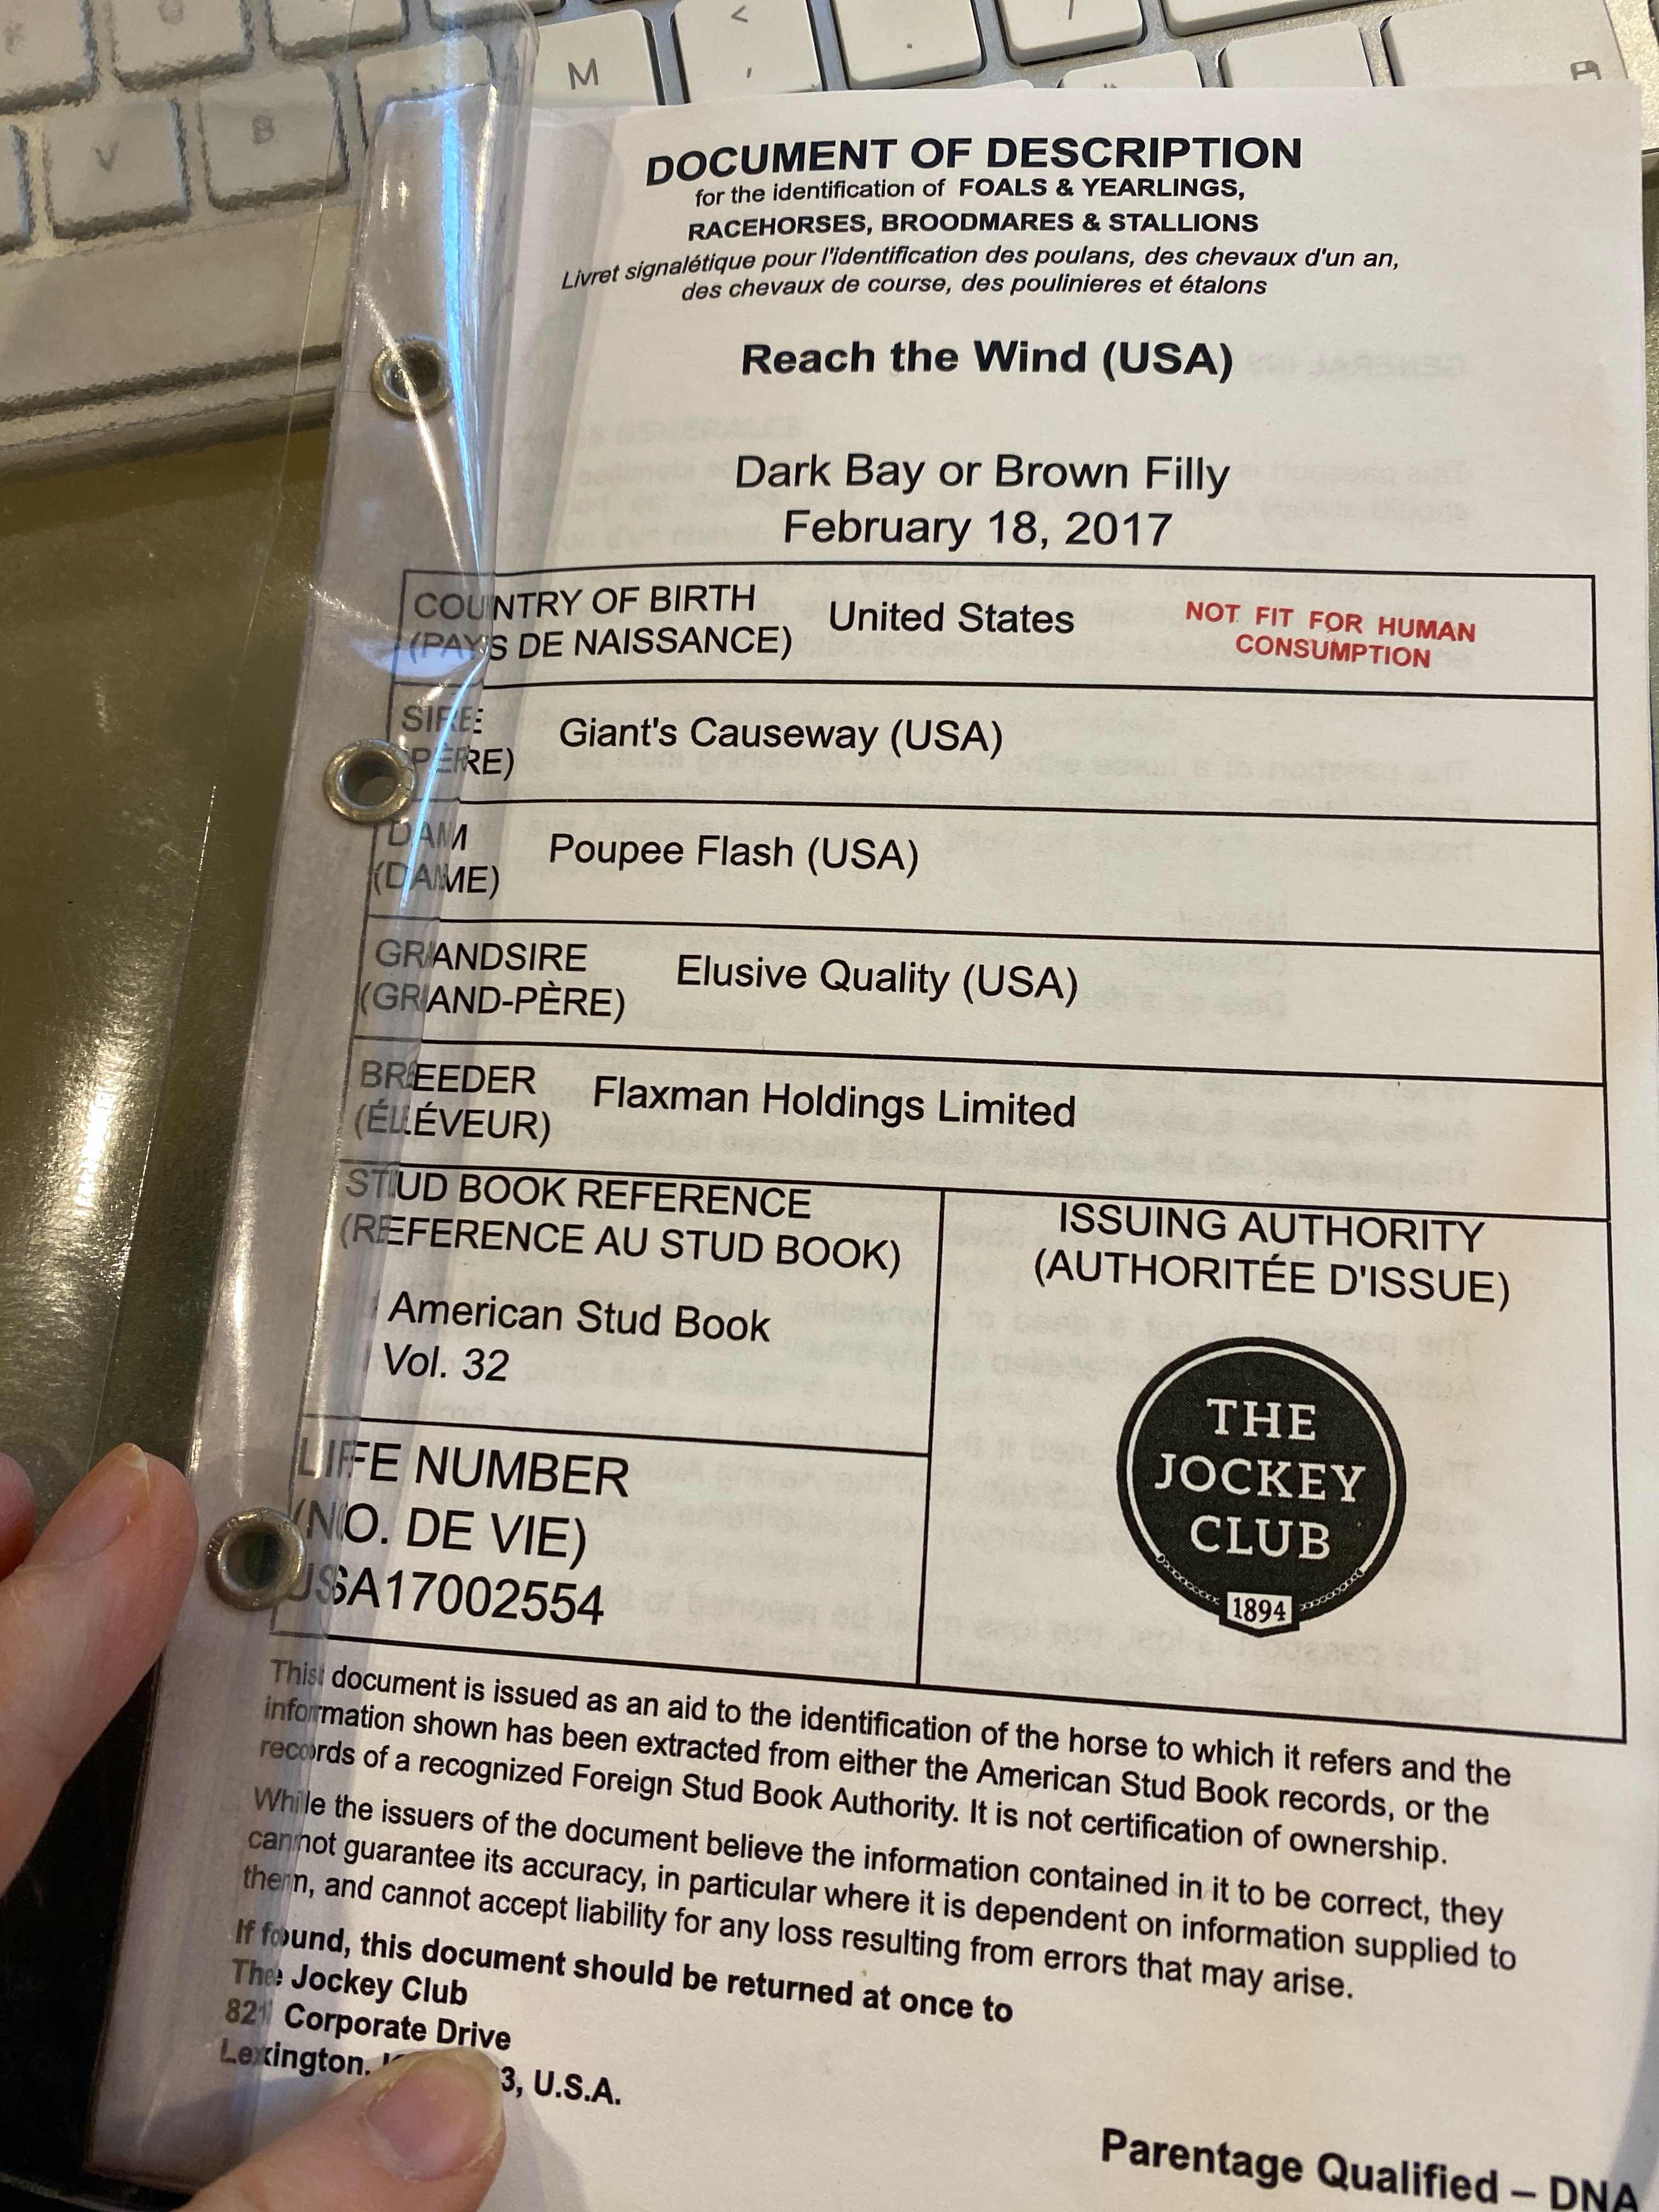 M
<
,
.
/
V
B
DOCUMENT OF DESCRIPTION
for the identification of FOALS & YEARLINGS,
RACEHORSES, BROODMARES & STALLIONS
Livret signalétique pour l'identification des poulans, des chevaux d'un an,
des chevaux de course, des poulinieres et étalons
Reach the Wind (USA)
Dark Bay or Brown Filly
February 18, 2017
COUNTRY OF BIRTH
(PAYS DE NAISSANCE)
United States
NOT FIT FOR HUMAN
CONSUMPTION
SIRE
(PÈRE)
Giant's Causeway (USA)
DAM
(DAME)
Poupee Flash (USA)
GRANDSIRE
(GRAND-PÈRE)
Elusive Quality (USA)
BREEDER
(ÉLÉVEUR)
Flaxman Holdings Limited
STUD BOOK REFERENCE
(REFERENCE AU STUD BOOK)
American Stud Book
Vol. 32
LIFE NUMBER
(NO. DE VIE)
USA17002554
ISSUING AUTHORITY
(AUTHORITÉE D'ISSUE)
THE
JOCKEY
CLUB
1894
This document is issued as an aid to the identification of the horse to which it refers and the
information shown has been extracted from either the American Stud Book records, or the
records of a recognized Foreign Stud Book Authority. It is not certification of ownership.
While the issuers of the document believe the information contained in it to be correct, they
cannot guarantee its accuracy, in particular where it is dependent on information supplied to
them, and cannot accept liability for any loss resulting from errors that may arise.
If found, this document should be returned at once to
The Jockey Club
821 Corporate Drive
Lexington, U.S.A.
Parentage Qualified – DNA